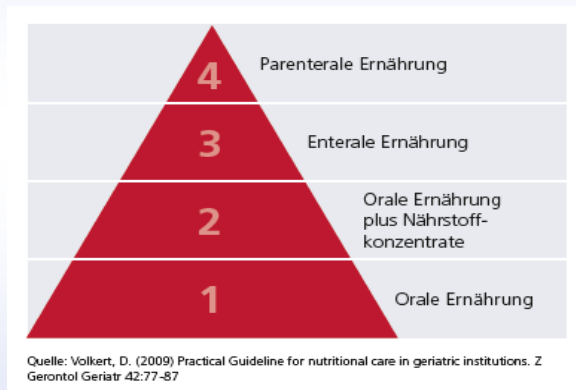 4
Parenterale Ernährung
3
Enterale Ernährung
2
Orale Ernährung
plus Nährstoff-
konzentrate
1
Orale Ernährung
Quelle: Volkert, D. (2009) Practical Guideline for nutritional care in geriatric institutions. Z
Gerontol Geriatr 42:77–87